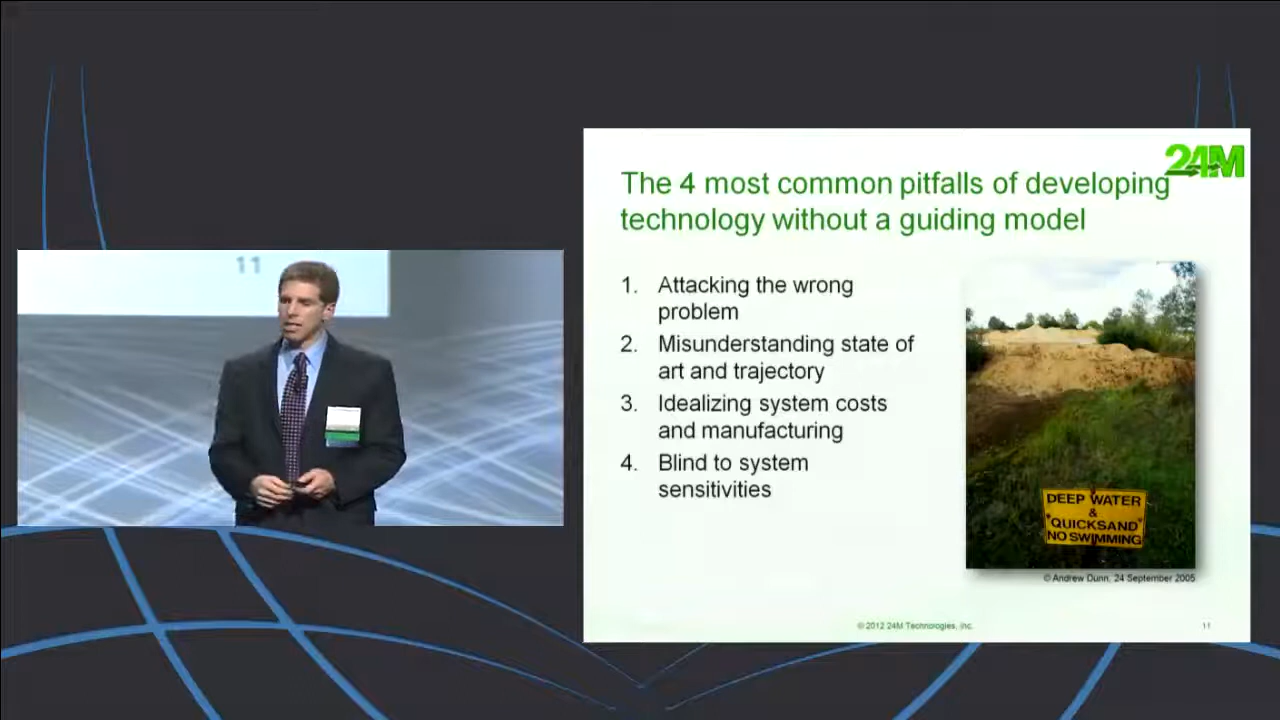 11
24M
The 4 most common pitfalls of developing
technology without a guiding model
1. Attacking the wrong
problem
2. Misunderstanding state of
art and trajectory
3. Idealizing system costs
and manufacturing
4. Blind to system
sensitivities
DEEP WATER
&
"QUICKSAND"
NO SWIMMING
© Andrew Dunn, 24 September 2005
© 2012 24M Technologies, Inc.
11